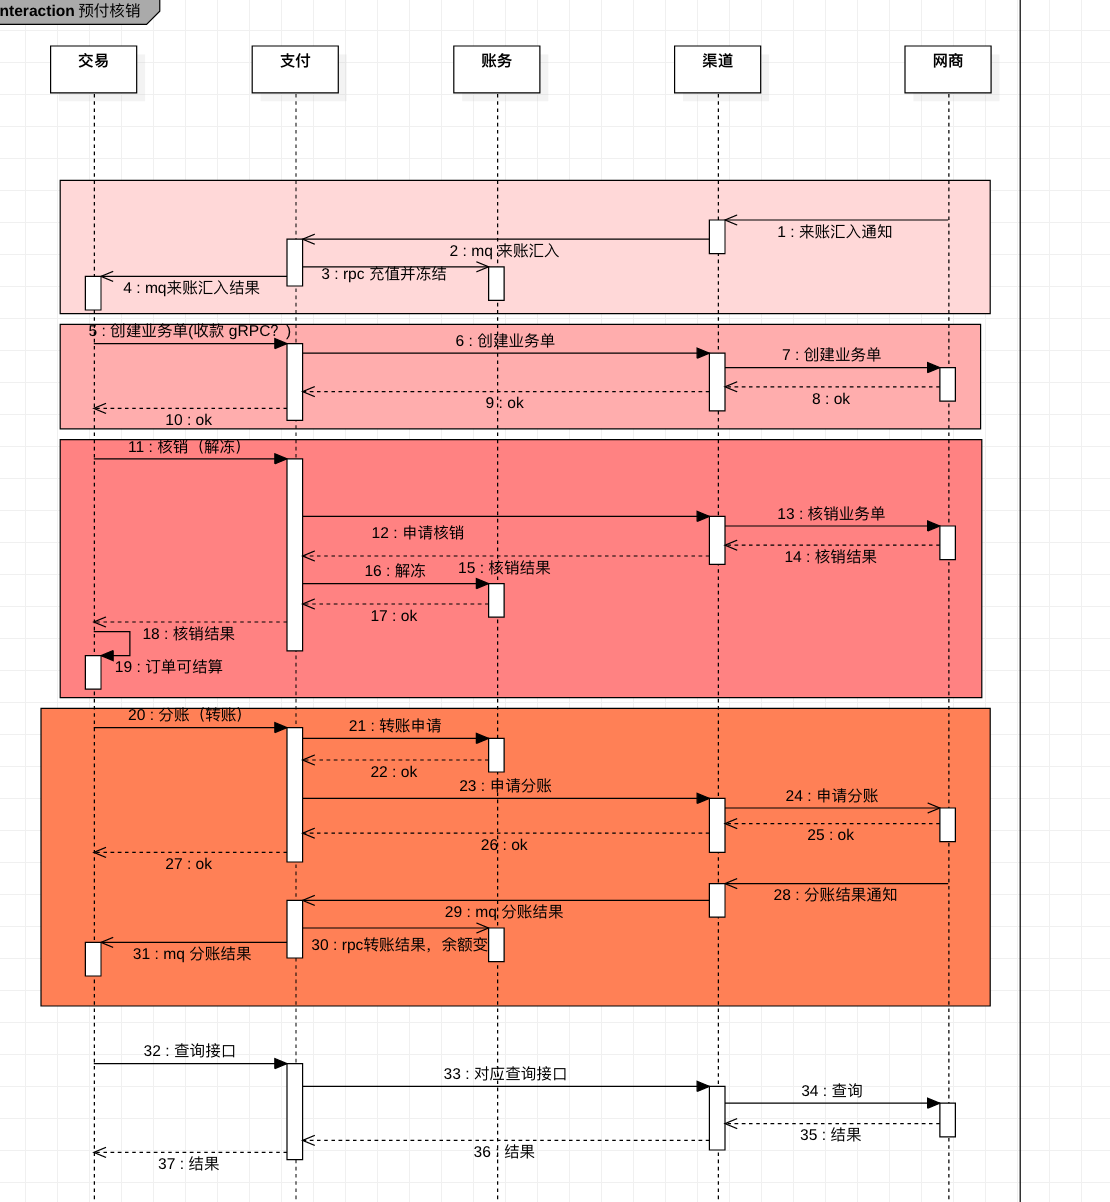 nteraction 预付核销
交易
支付
账务
渠道
网商
1 : 来账汇入通知
2 : mq 来账汇入
3 : rpc 充值并冻结
4 : mq来账汇入结果
5 : 创建业务单(收款 gRPC？)
6 : 创建业务单
7 : 创建业务单
8 : ok
9 : ok
10 : ok
11 : 核销（解冻）
12 : 申请核销
13 : 核销业务单
14 : 核销结果
15 : 核销结果
16 : 解冻
17 : ok
18 : 核销结果
19 : 订单可结算
20 : 分账（转账）
21 : 转账申请
22 : ok
23 : 申请分账
24 : 申请分账
25 : ok
26 : ok
27 : ok
28 : 分账结果通知
29 : mq 分账结果
30 : rpc转账结果，余额变
31 : mq 分账结果
32 : 查询接口
33 : 对应查询接口
34 : 查询
35 : 结果
36 : 结果
37 : 结果